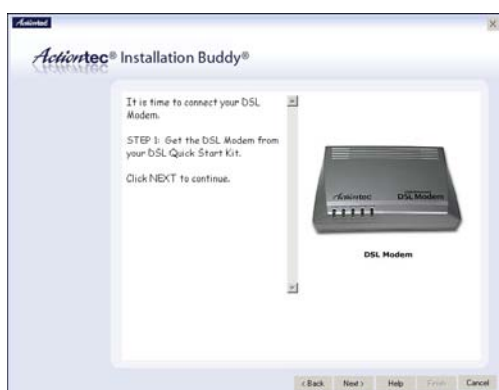 Actiontec
Actiontec® Installation Buddy®
It is time to connect your DSL
Modem.
STEP 1: Get the DSL Modem from
your DSL Quick Start Kit.
Click NEXT to continue.
Actiontec
DSL Modem
DSL Modem
< Back Next > Help Finish Cancel